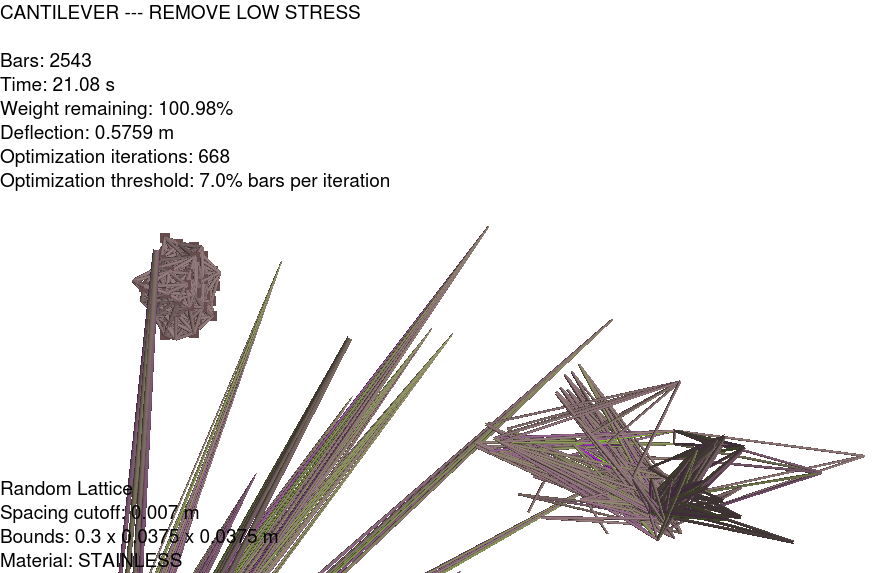 CANTILEVER --- REMOVE LOW STRESS
Bars: 2543
Time: 21.08 s
Weight remaining: 100.98%
Deflection: 0.5759 m
Optimization iterations: 668
Optimization threshold: 7.0% bars per iteration
Random Lattice
Spacing cutoff: 0.007 m
Bounds: 0.3 x 0.0375 x 0.0375 m
Material: STAINLESS